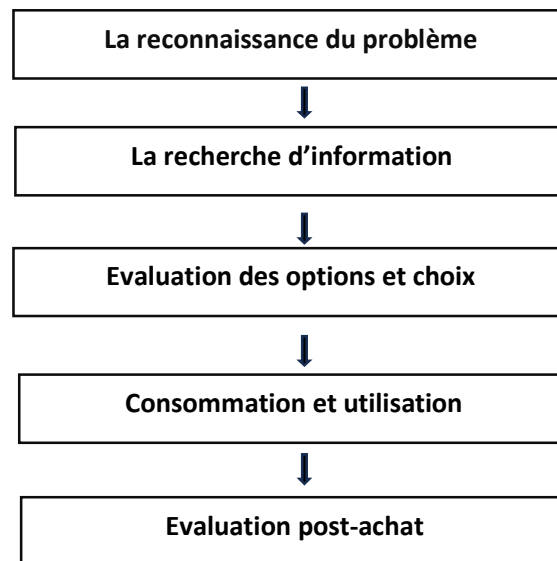 La reconnaissance du problème
La recherche d’information
Evaluation des options et choix
Consommation et utilisation
Evaluation post-achat